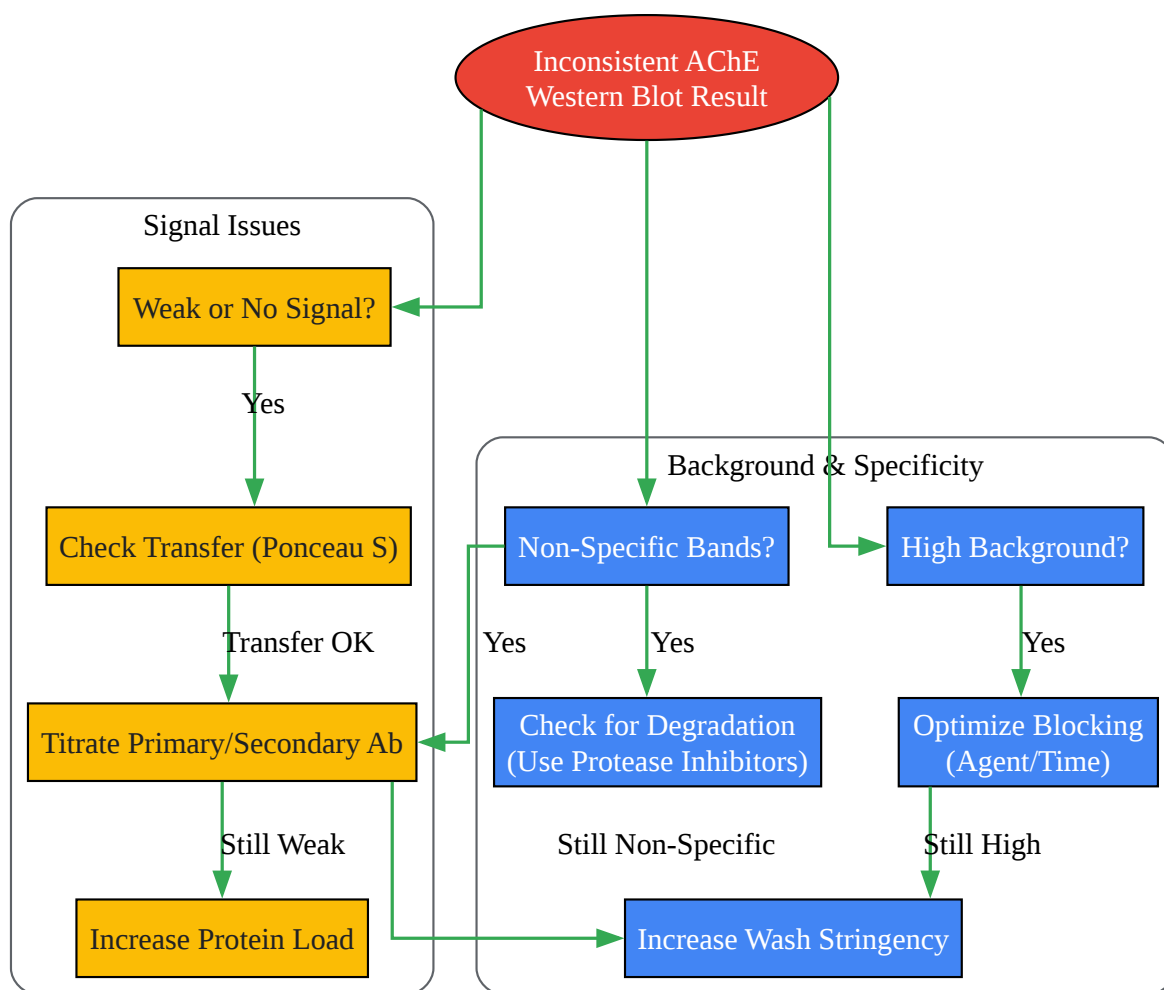 Inconsistent AChE
Western Blot Result
Signal Issues
Weak or No Signal?
Yes
Background & Specificity
Check Transfer (Ponceau S)
Non-Specific Bands?
High Background?
Transfer OK
Yes
Yes
Yes
Titrate Primary/Secondary Ab
Check for Degradation
(Use Protease Inhibitors)
Optimize Blocking
(Agent/Time)
Still Weak
Still Non-Specific
Still High
Increase Protein Load
Increase Wash Stringency